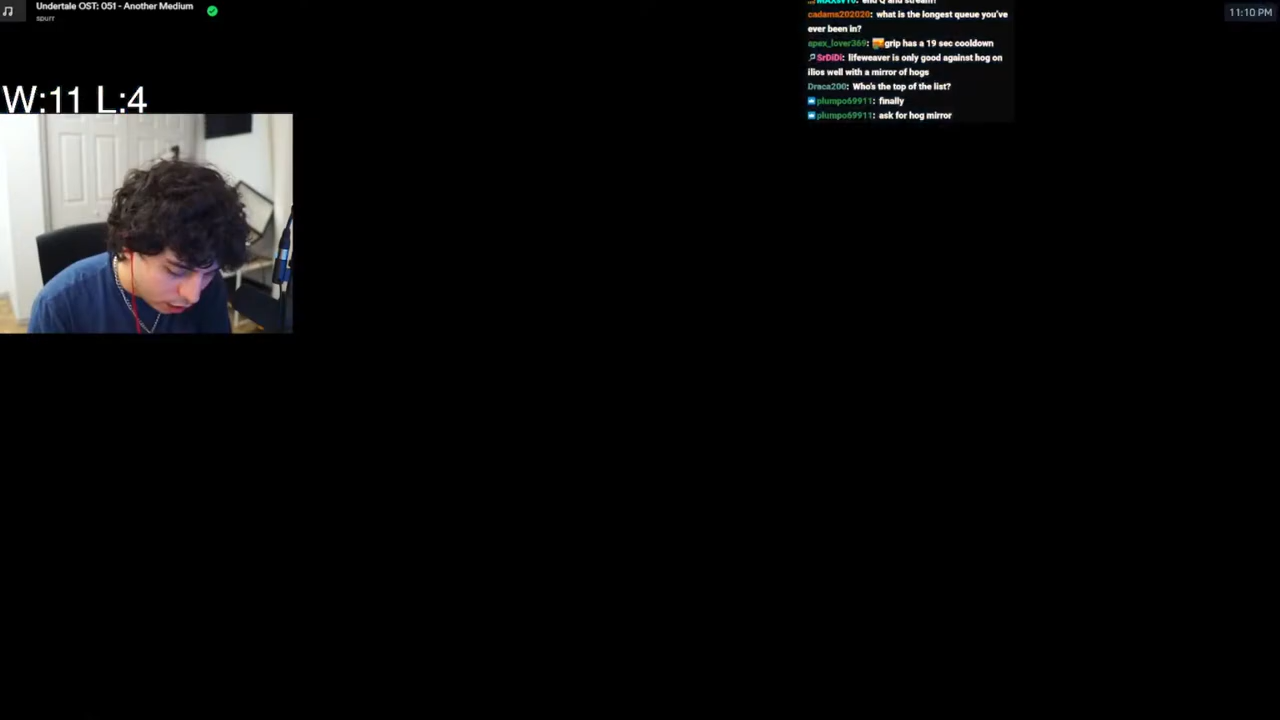 Undertale OST: 051 - Another Medium
spurr
W:11 L:4
cadams202020: what is the longest queue you've
ever been in?
apex_lover369: grip has a 19 sec cooldown
SrDiDi: lifeweaver is only good against hog on
ilios well with a mirror of hogs
Draca200: Who's the top of the list?
plumpo69911: finally
plumpo69911: ask for hog mirror
11:10 PM